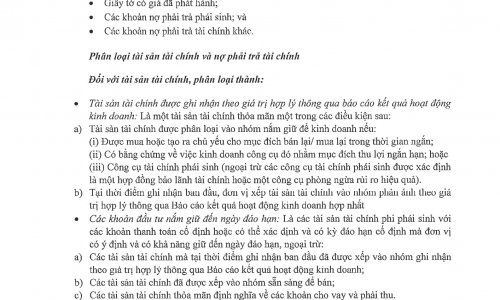 • Giấy tờ có giá đã phát hành;
• Các khoản nợ phải trả phái sinh; và
• Các khoản nợ phải trả tài chính khác.
Phân loại tài sản tài chính và nợ phải trả tài chính
Đối với tài sản tài chính, phân loại thành:
• Tài sản tài chính được ghi nhận theo giá trị hợp lý thông qua báo cáo kết quả hoạt động
kinh doanh: Là một tài sản tài chính thỏa mãn một trong các điều kiện sau:
a) Tài sản tài chính được phân loại vào nhóm nắm giữ để kinh doanh nếu:
(i) Được mua hoặc tạo ra chủ yếu cho mục đích bán lại/ mua lại trong thời gian ngắn;
(ii) Có bằng chứng về việc kinh doanh công cụ đó nhằm mục đích thu lợi ngắn hạn; hoặc
(iii) Công cụ tài chính phái sinh (ngoại trừ các công cụ tài chính phái sinh được xác định
là một hợp đồng bảo lãnh tài chính hoặc một công cụ phòng ngừa rủi ro hiệu quả).
b) Tại thời điểm ghi nhận ban đầu, đơn vị xếp tài sản tài chính vào nhóm phản ánh theo giá
trị hợp lý thông qua Báo cáo kết quả hoạt động kinh doanh hợp nhất
• Các khoản đầu tư nắm giữ đến ngày đáo hạn: Là các tài sản tài chính phi phái sinh với
các khoản thanh toán cố định hoặc có thể xác định và có kỳ đáo hạn cố định mà đơn vị
có ý định và có khả năng giữ đến ngày đáo hạn, ngoại trừ:
a) Các tài sản tài chính mà tại thời điểm ghi nhận ban đầu đã được xếp vào nhóm ghi nhận
theo giá trị hợp lý thông qua Báo cáo kết quả hoạt động kinh doanh;
b) Các tài sản tài chính đã được xếp vào nhóm sẵn sàng để bán;
c) Các tài sản tài chính thỏa mãn định nghĩa về các khoản cho vay và phải thu.